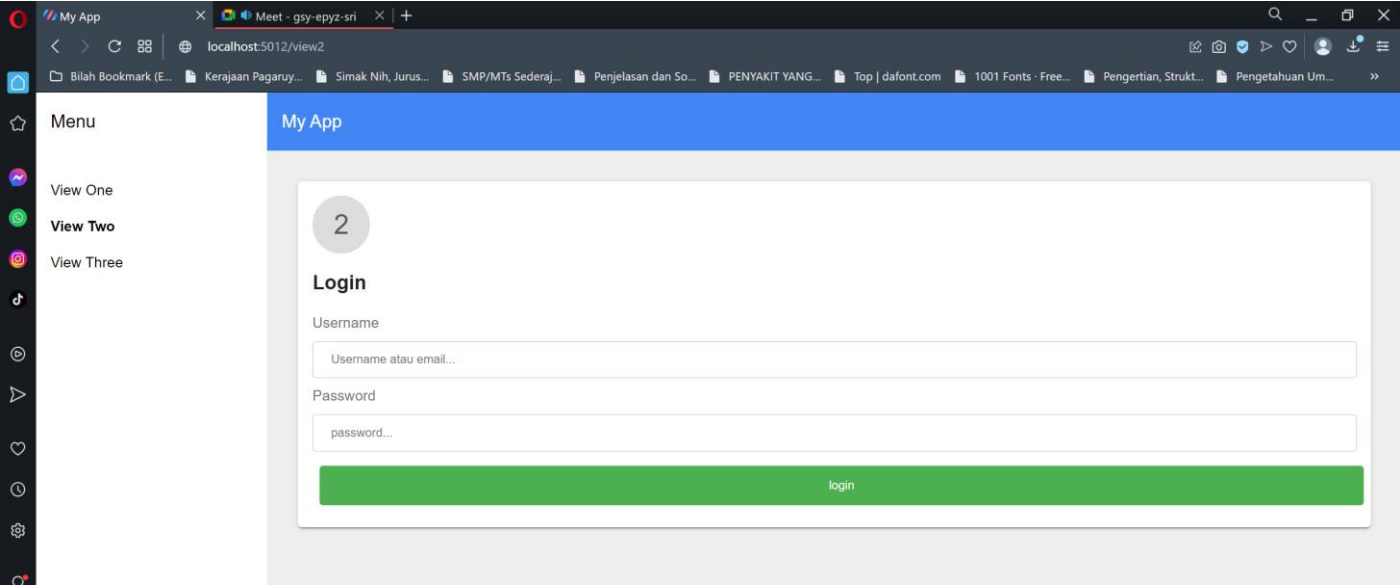 My App
Meet - gsy-epyz-sri
localhost:5012/view2
Bilah Bookmark (E... Kerajaan Pagaruy... Simak Nih, Jurus... SMP/MTs Sederaj... Penjelasan dan So... PENYAKIT YANG... Top | dafont.com 1001 Fonts - Free... Pengertian, Strukt... Pengetahuan Um... »
Menu
My App
View One
View Two
View Three
2
Login
Username
Username atau email...
Password
password...
login